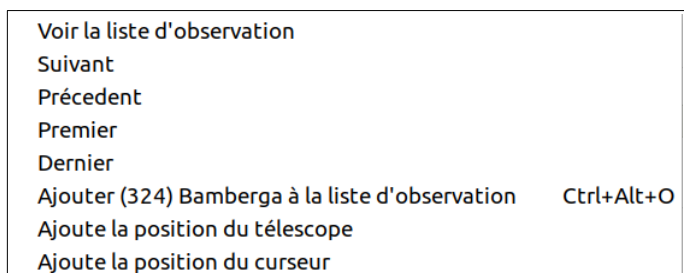 Voir la liste d'observation
Suivant
Précedent
Premier
Dernier
Ajouter (324) Bamberga à la liste d'observation Ctrl+Alt+O
Ajoute la position du télescope
Ajoute la position du curseur